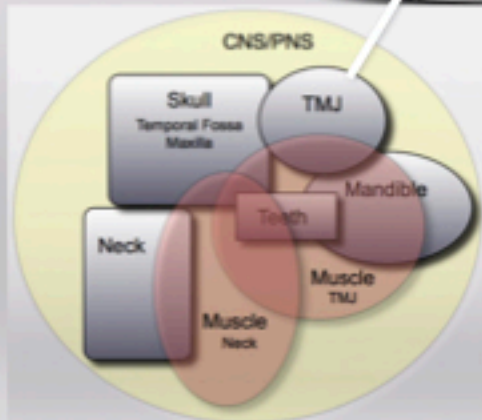 CNS/PNS
Skull
Temporal Fossa
Maxilla
TMJ
Mandible
Teeth
Neck
Muscle
TMJ
Muscle
Neck